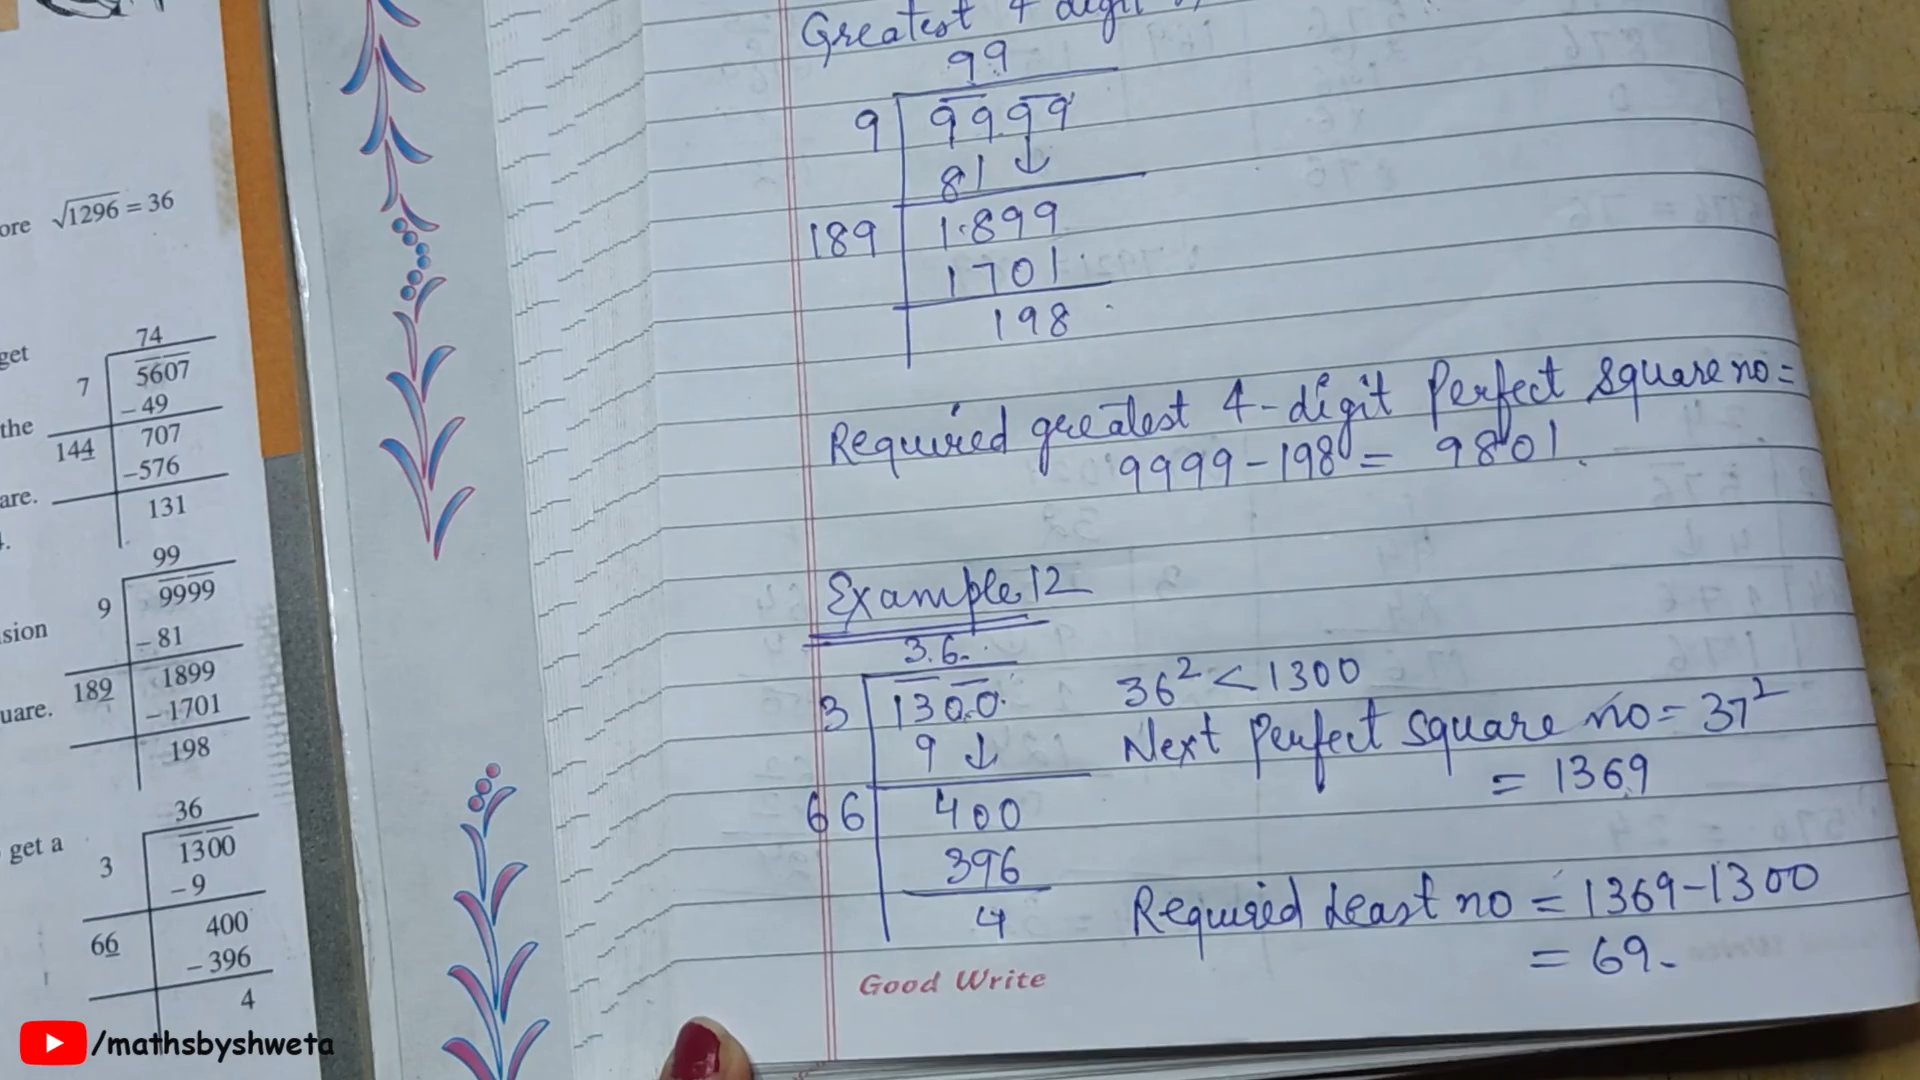 ore √1296 = 36
get
74
7 5607
- 49
the
144 707
-576
are.
131
99
9 9999
- 81
sion
189 1899
- 1701
uare.
198
36
3 1300
get a
- 9
66 400
- 396
4
Greatest 4 digit
99
9 9999
81 ↓
189 1899
1701
198
Required greatest 4-digit Perfect Square no =
9999 - 198 = 9801
Example 12
36
3 1300
9 ↓
66 400
396
4
36² < 1300
Next Perfect Square no = 37²
= 1369
Required Least no = 1369 - 1300
= 69
Good Write
/mathsbyshweta